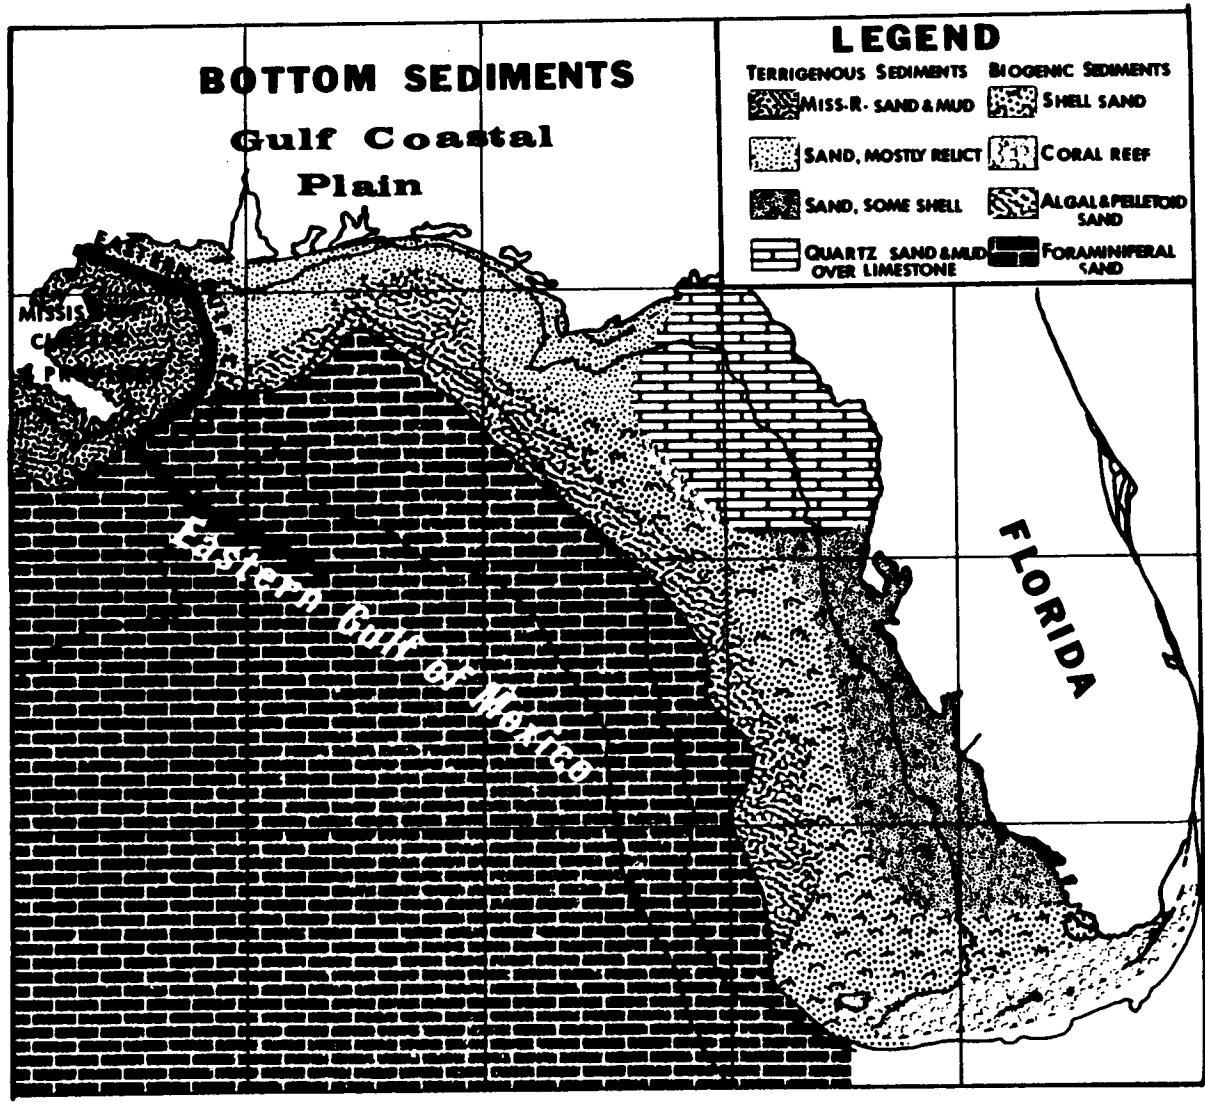 BOTTOM SEDIMENTS
Gulf Coastal
Plain
LEGEND
TERRIGENOUS SEDIMENTS BIOGENIC SEDIMENTS
MISS.R. SAND & MUD SHELL SAND
SAND, MOSTLY RELICT CORAL REEF
SAND, SOME SHELL ALGAL & PELLETOID
SAND
QUARTZ SAND & MUD FORAMINIFERAL
OVER LIMESTONE SAND
EASTERN
Eastern Gulf of Mexico
FLORIDA